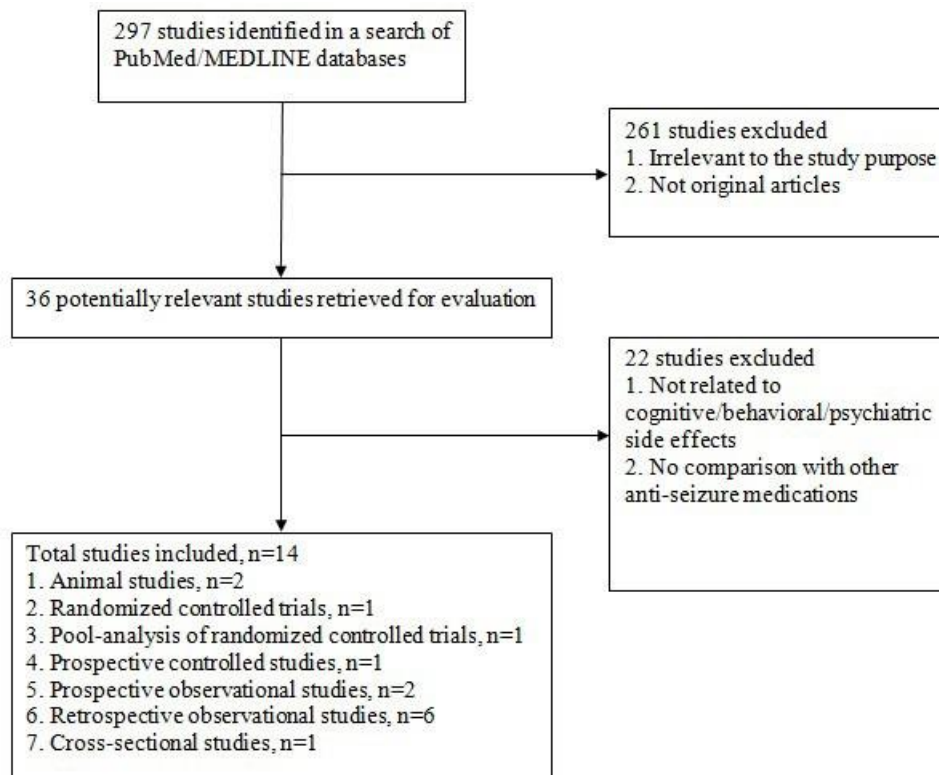 297 studies identified in a search of
PubMed/MEDLINE databases
261 studies excluded
1. Irrelevant to the study purpose
2. Not original articles
36 potentially relevant studies retrieved for evaluation
22 studies excluded
1. Not related to
cognitive/behavioral/psychiatric
side effects
2. No comparison with other
anti-seizure medications
Total studies included, n=14
1. Animal studies, n=2
2. Randomized controlled trials, n=1
3. Pool-analysis of randomized controlled trials, n=1
4. Prospective controlled studies, n=1
5. Prospective observational studies, n=2
6. Retrospective observational studies, n=6
7. Cross-sectional studies, n=1